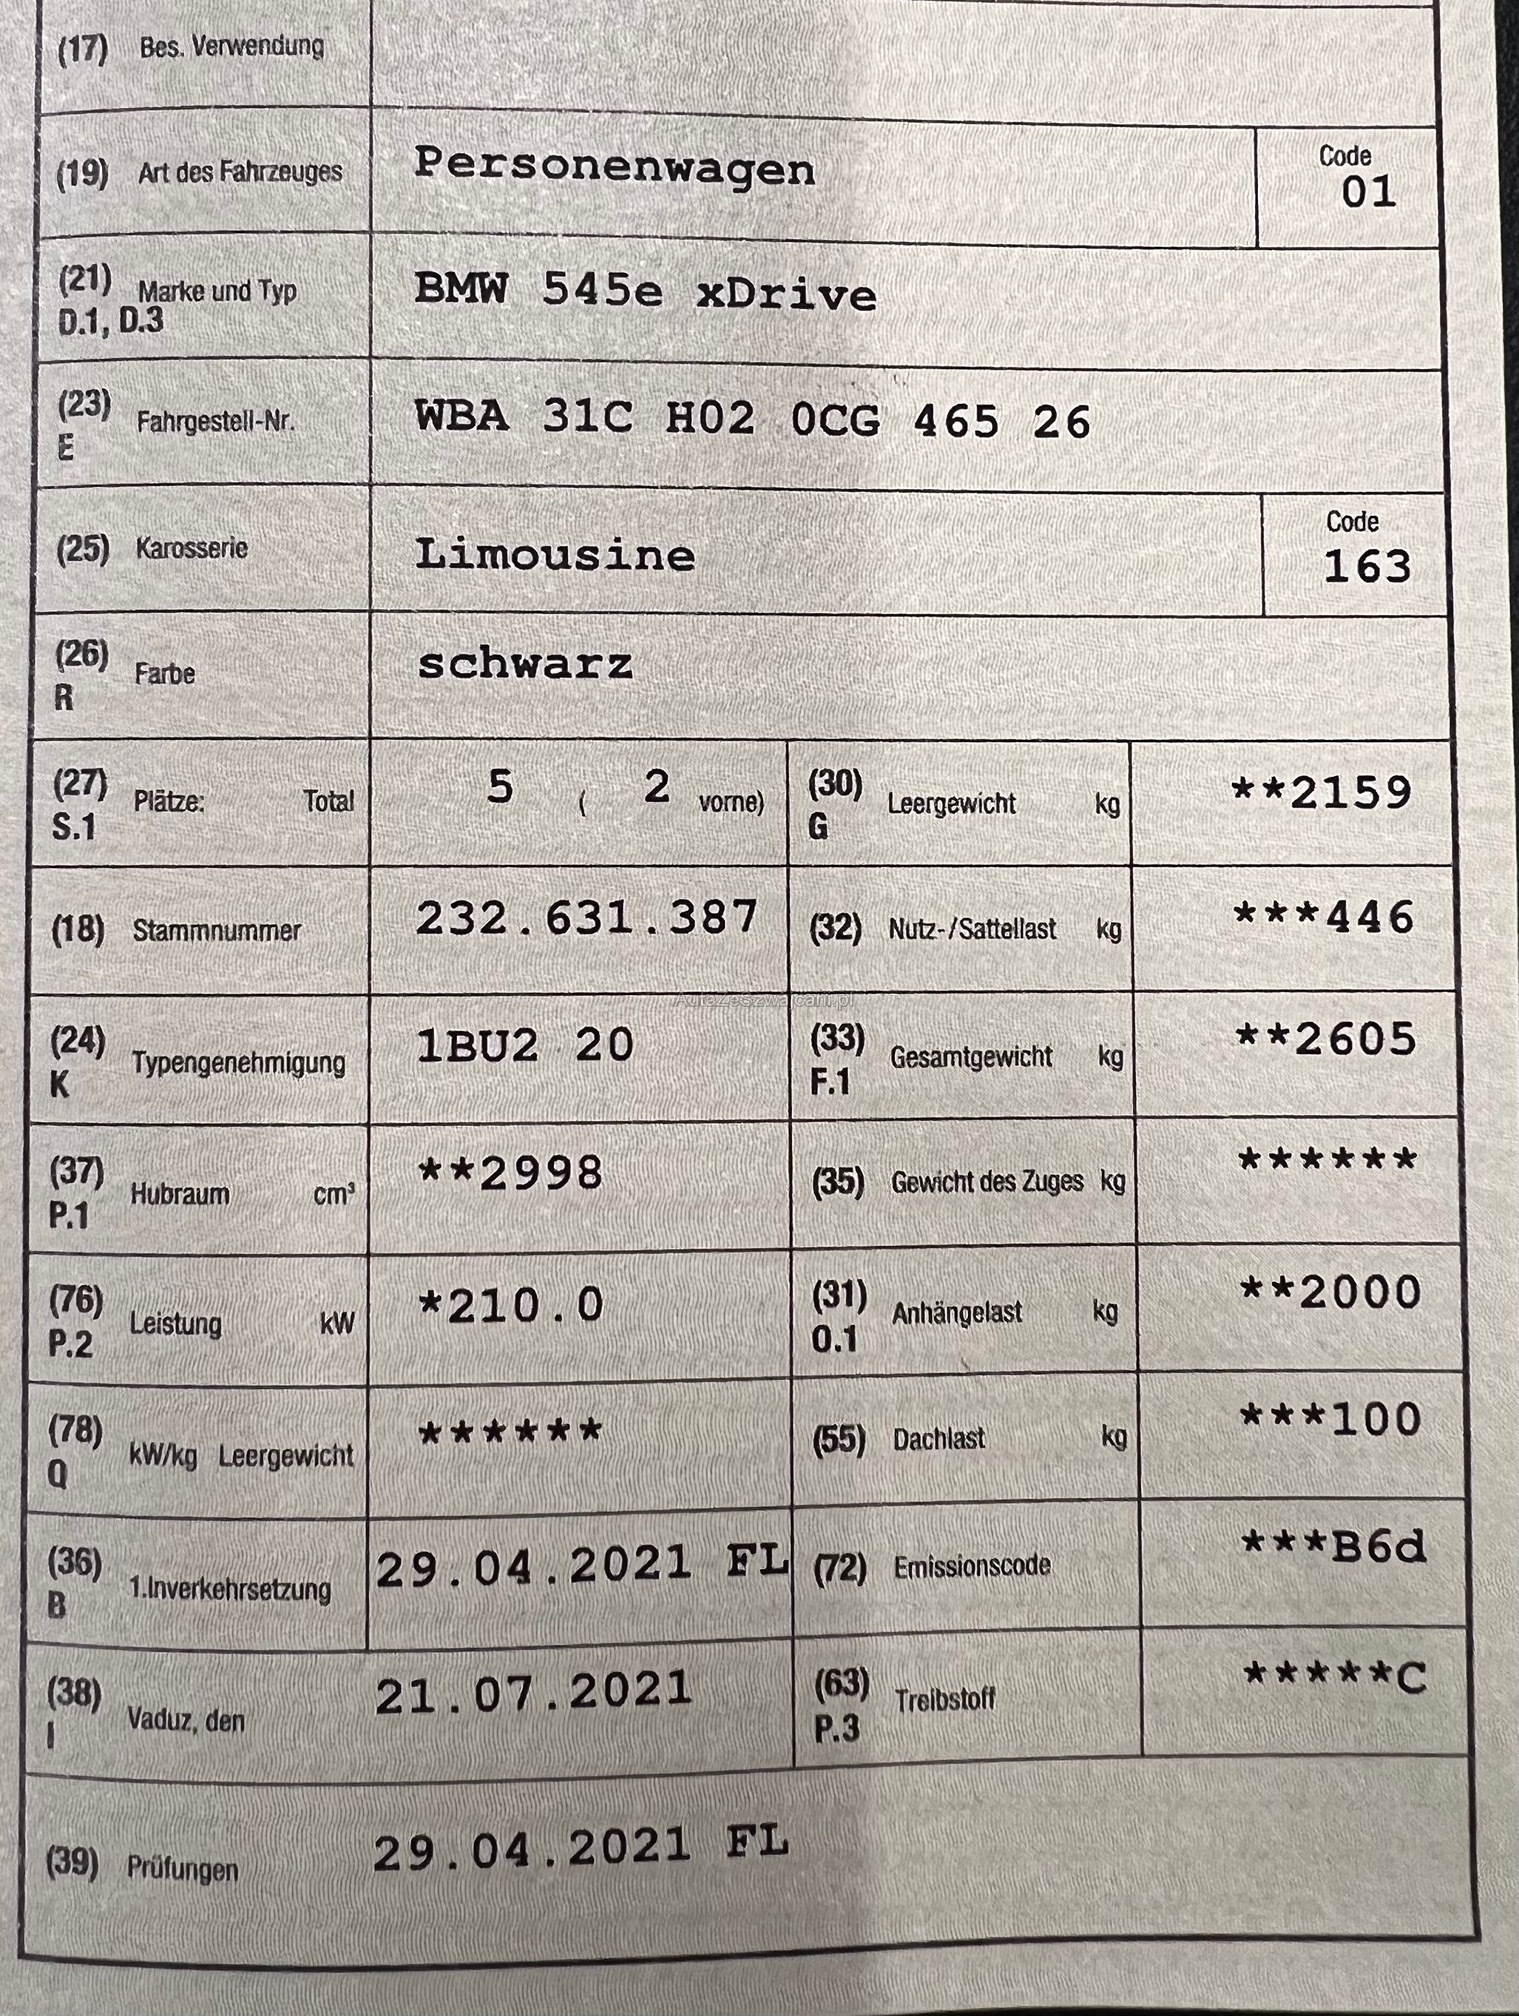 (17) Bes. Verwendung
(19) Art des Fahrzeuges Personenwagen Code 01
(21) D.1, D.3 Marke und Typ BMW 545e xDrive
(23) E Fahrgestell-Nr. WBA 31C H02 0CG 465 26
(25) Karosserie Limousine Code 163
(26) R Farbe schwarz
(27) S.1 Plätze: Total 5 ( 2 vorne) (30) G Leergewicht kg **2159
(18) Stammnummer 232.631.387 (32) Nutz-/Sattellast kg ***446
AutaZeSzwajcarii.pl
(24) K Typengenehmigung 1BU2 20 (33) F.1 Gesamtgewicht kg **2605
(37) P.1 Hubraum cm³ **2998 (35) Gewicht des Zuges kg ******
(76) P.2 Leistung kW *210.0 (31) O.1 Anhängelast kg **2000
(78) Q kW/kg Leergewicht ****** (55) Dachlast kg ***100
(36) B 1.Inverkehrsetzung 29.04.2021 FL (72) Emissionscode ***B6d
(38) I Vaduz, den 21.07.2021 (63) P.3 Treibstoff *****C
(39) Prüfungen 29.04.2021 FL